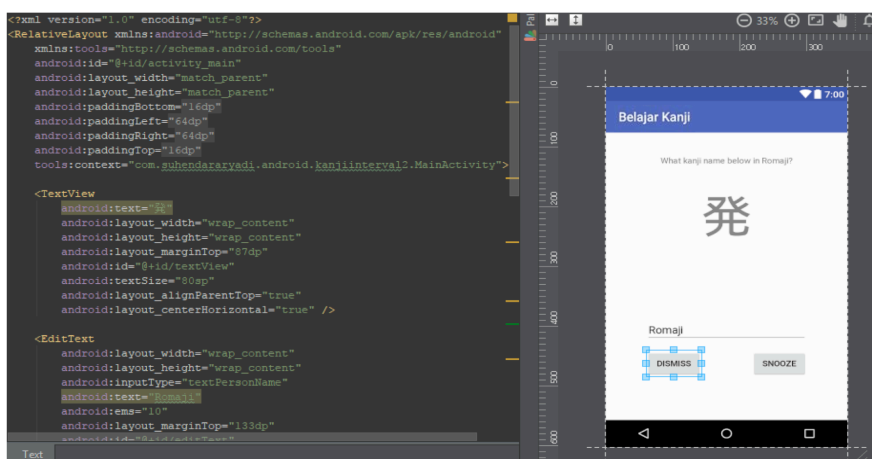 <?xml version="1.0" encoding="utf-8"?>
<RelativeLayout xmlns:android="http://schemas.android.com/apk/res/android"
xmlns:tools="http://schemas.android.com/tools"
android:id="@+id/activity_main"
android:layout_width="match_parent"
android:layout_height="match_parent"
android:paddingBottom="16dp"
android:paddingLeft="64dp"
android:paddingRight="64dp"
android:paddingTop="16dp"
tools:context="com.suhendararyadi.android.kanjiinterval2.MainActivity">
<TextView
android:text="発"
android:layout_width="wrap_content"
android:layout_height="wrap_content"
android:layout_marginTop="87dp"
android:id="@+id/textView"
android:textSize="80sp"
android:layout_alignParentTop="true"
android:layout_centerHorizontal="true" />
<EditText
android:layout_width="wrap_content"
android:layout_height="wrap_content"
android:inputType="textPersonName"
android:text="Romaji"
android:ems="10"
android:layout_marginTop="133dp"
android:id="@+id/editText"
Text
Pal
33%
0 100 200 300
0
100
200
300
400
500
600
7:00
Belajar Kanji
What kanji name below in Romaji?
発
Romaji
DISMISS SNOOZE